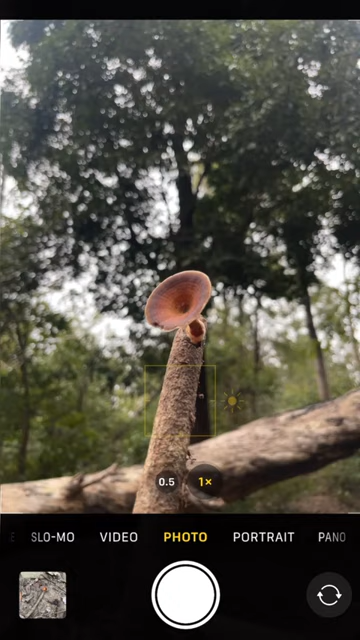 0.5
1×
E
SLO-MO
VIDEO
PHOTO
PORTRAIT
PANO